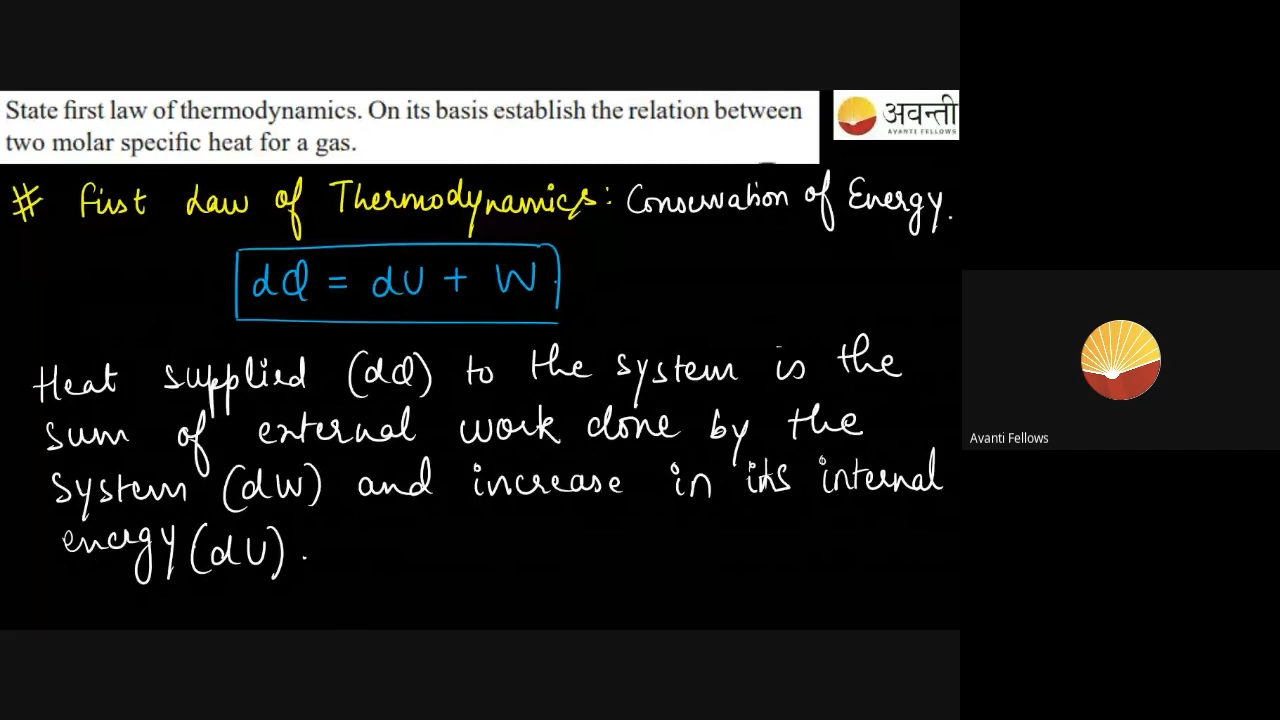 State first law of thermodynamics. On its basis establish the relation between
two molar specific heat for a gas.
अवन्ती
AVANTI FELLOWS
# First Law of Thermodynamics: Conservation of Energy.
dQ = dU + W
Heat supplied (dQ) to the system is the
sum of external work done by the
system (dW) and increase in its internal
energy (dU).
Avanti Fellows